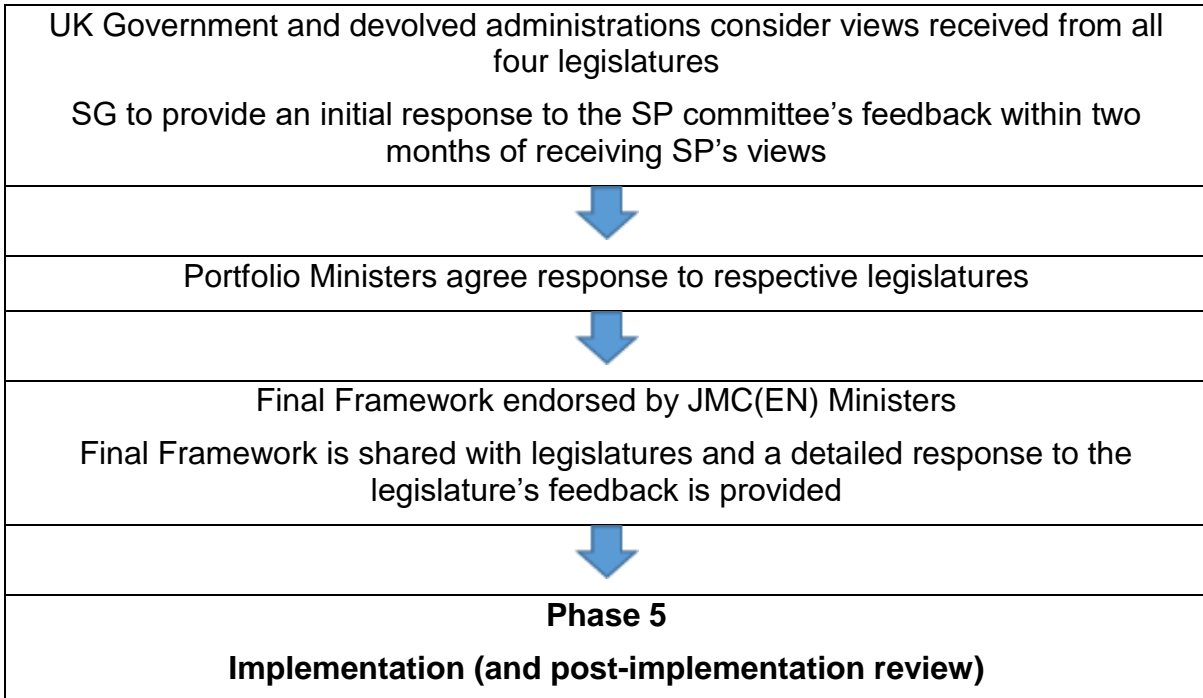 UK Government and devolved administrations consider views received from all
four legislatures
SG to provide an initial response to the SP committee’s feedback within two
months of receiving SP’s views
Portfolio Ministers agree response to respective legislatures
Final Framework endorsed by JMC(EN) Ministers
Final Framework is shared with legislatures and a detailed response to the
legislature’s feedback is provided
Phase 5
Implementation (and post-implementation review)